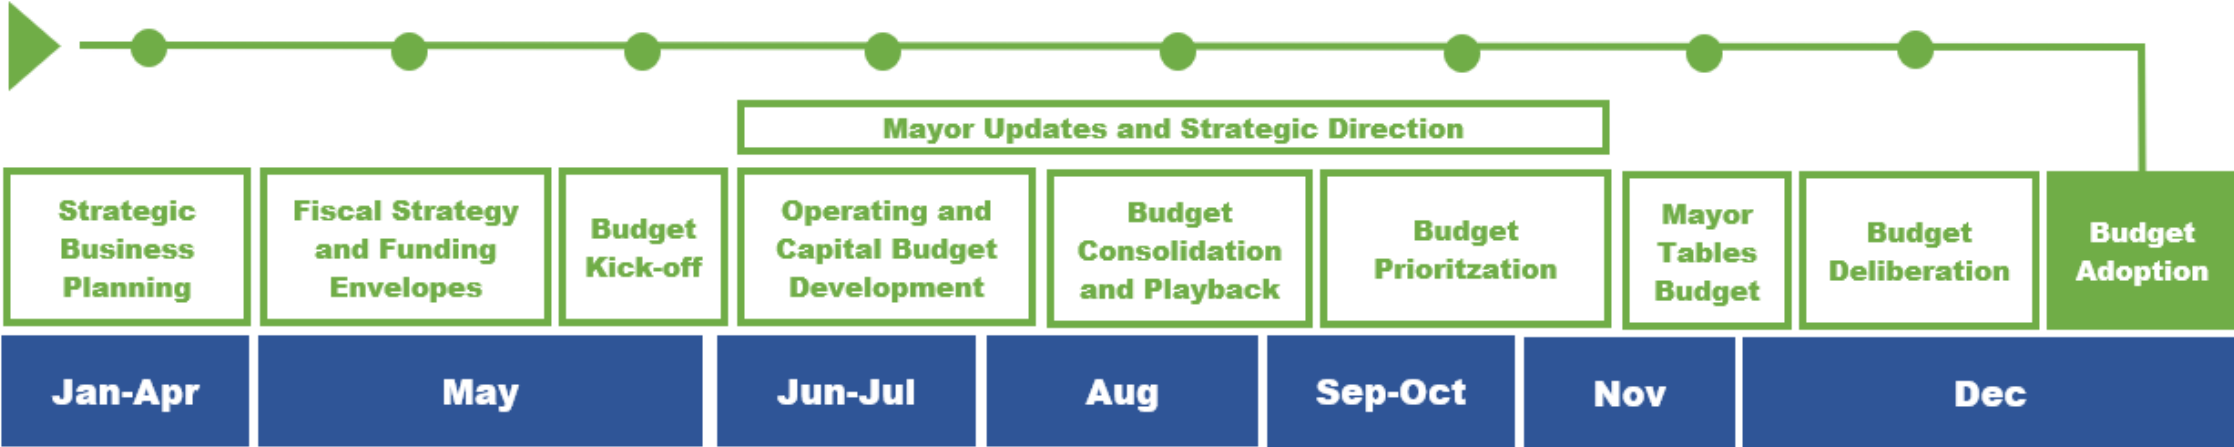 Mayor Updates and Strategic Direction
Strategic
Business
Planning
Fiscal Strategy
and Funding
Envelopes
Budget
Kick-off
Operating and
Capital Budget
Development
Budget
Consolidation
and Playback
Budget
Prioritzation
Mayor
Tables
Budget
Budget
Deliberation
Budget
Adoption
Jan-Apr
May
Jun-Jul
Aug
Sep-Oct
Nov
Dec